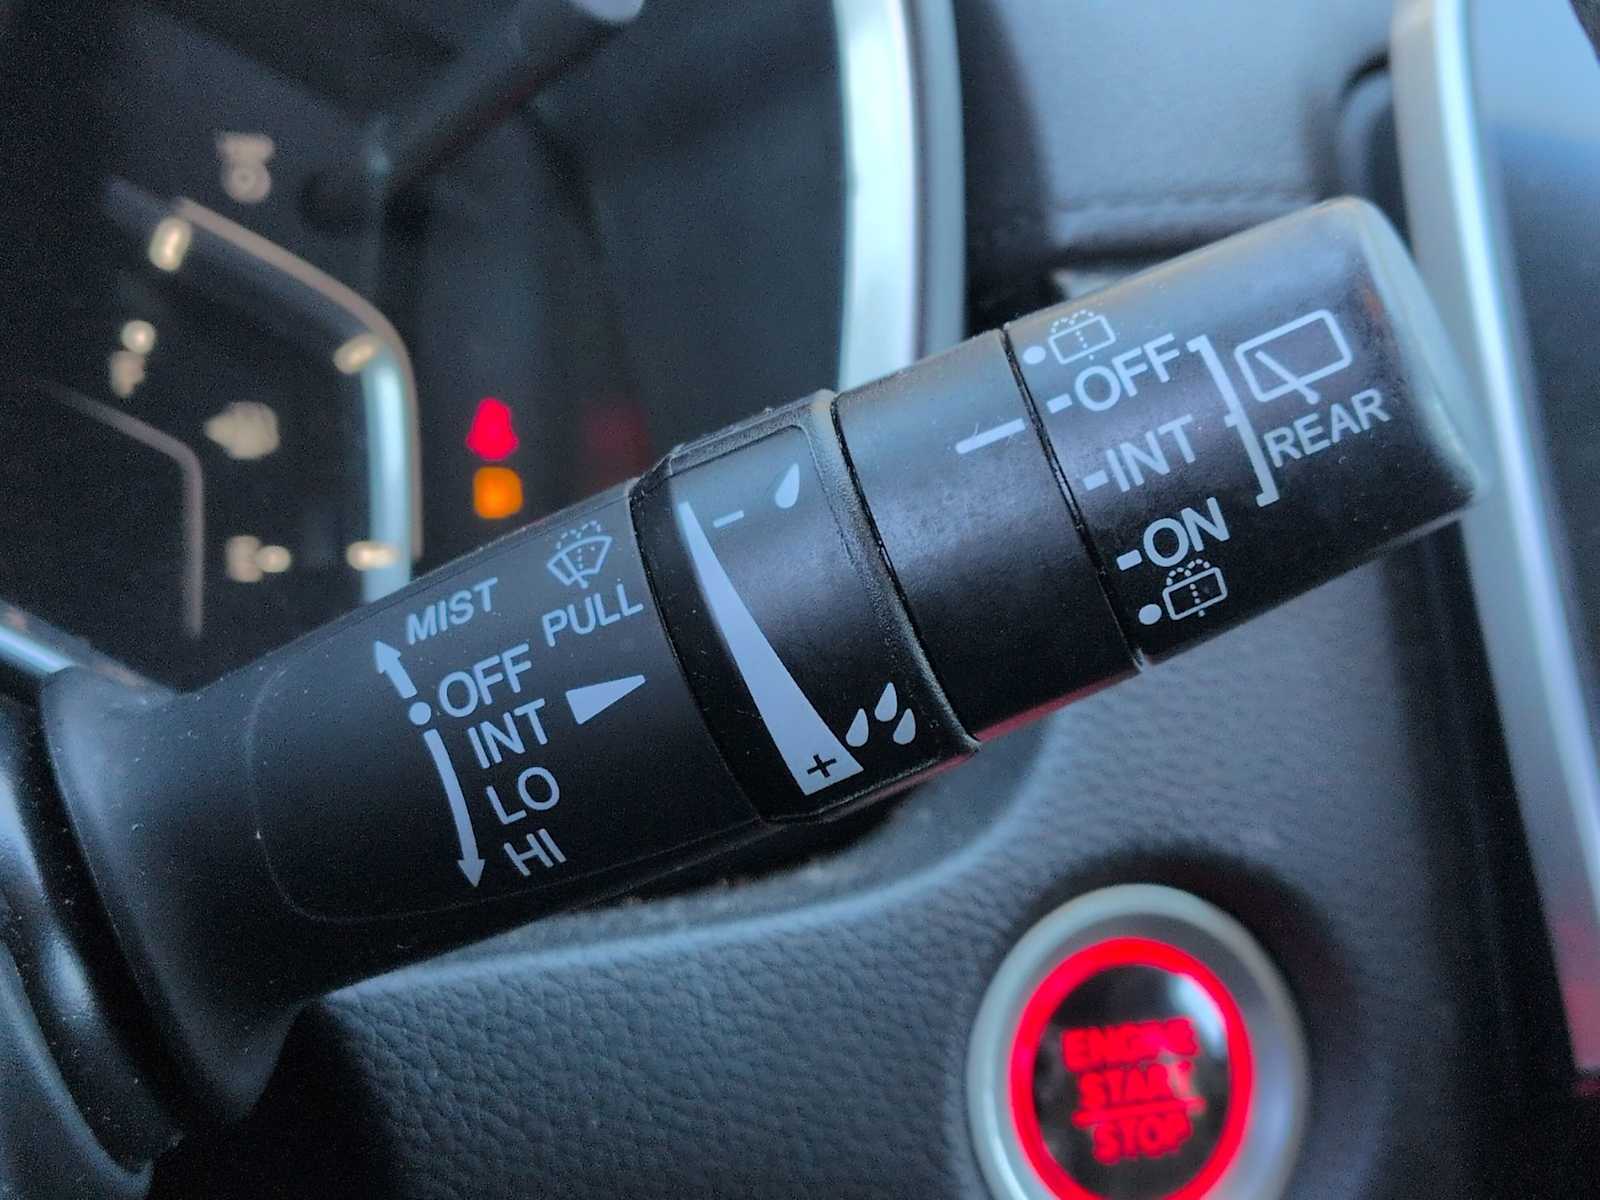 MIST
PULL
OFF
INT
LO
HI
-
+
-OFF
-INT
-ON
REAR
ENGINE
START
STOP